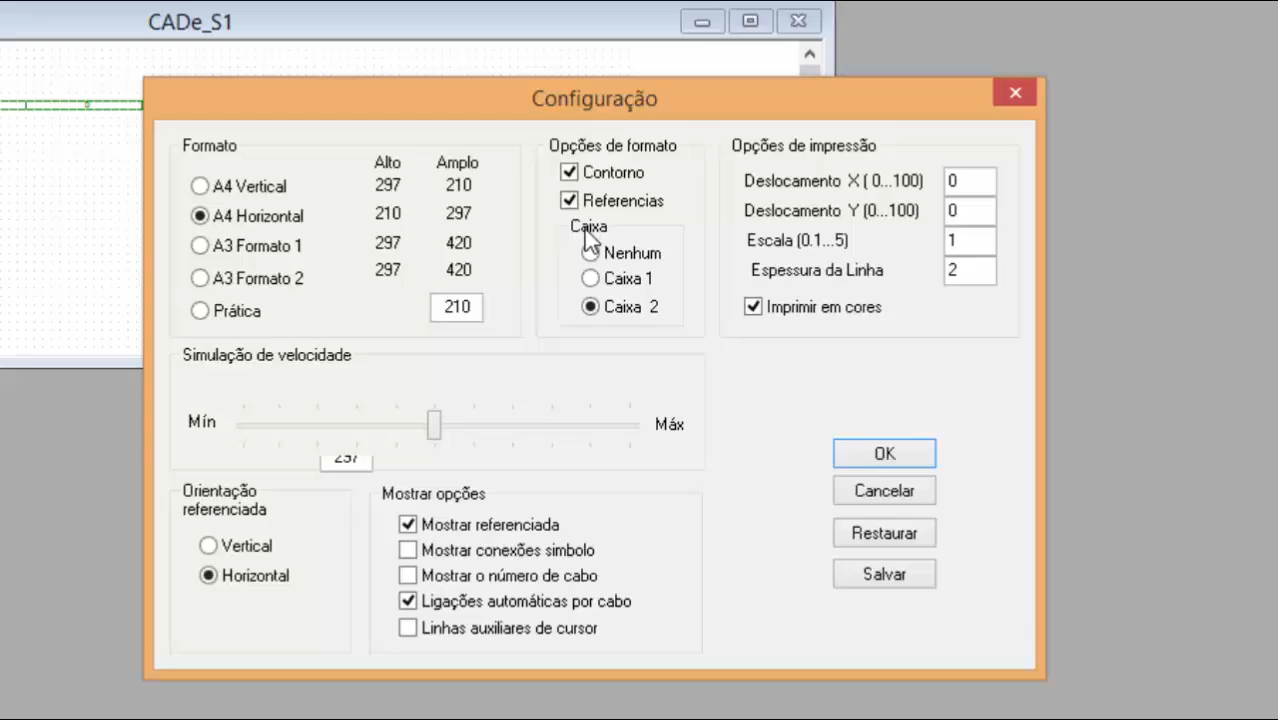 CADe_S1
Configuração
Formato
Alto Amplo
A4 Vertical 297 210
A4 Horizontal 210 297
A3 Formato 1 297 420
A3 Formato 2 297 420
Prática 210
Opções de formato
Contorno
Referencias
Caixa
Nenhum
Caixa 1
Caixa 2
Opções de impressão
Deslocamento X ( 0...100) 0
Deslocamento Y (0...100) 0
Escala (0.1...5) 1
Espessura da Linha 2
Imprimir em cores
Simulação de velocidade
Mín Máx
297
Orientação
referenciada
Vertical
Horizontal
Mostrar opções
Mostrar referenciada
Mostrar conexões simbolo
Mostrar o número de cabo
Ligações automáticas por cabo
Linhas auxiliares de cursor
OK
Cancelar
Restaurar
Salvar